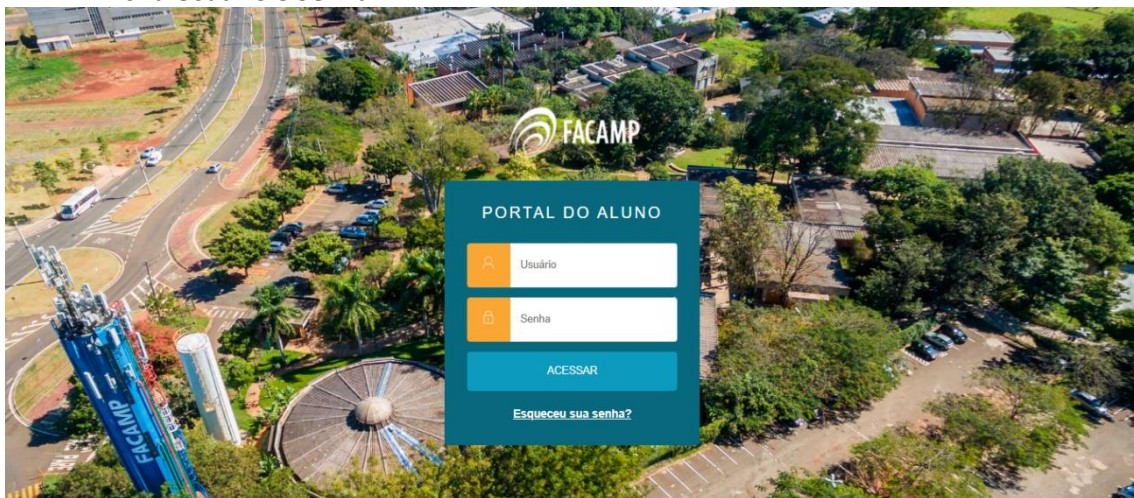 FACAMP
PORTAL DO ALUNO
Usuário
Senha
ACESSAR
Esqueceu sua senha?
FACAMP